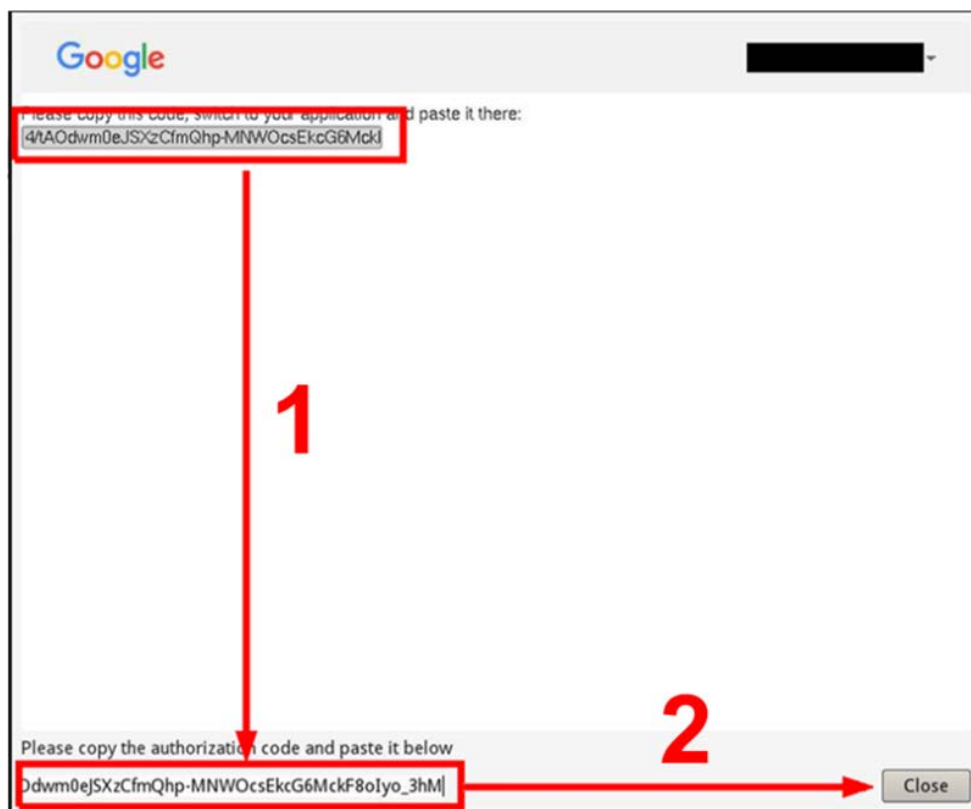 Google
Please copy this code, switch to your application and paste it there:
4/tAOdwm0eJSXzCfmQhp-MNWOcsEkcG6Mckl
1
2
Please copy the authorization code and paste it below
Odwm0eJSXzCfmQhp-MNWOcsEkcG6MckF8oIyo_3hM
Close